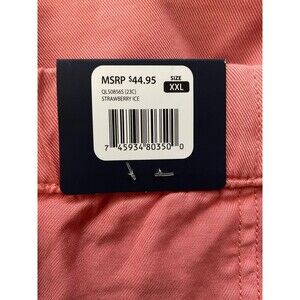 MSRP $44.95
SIZE
XXL
QLS0856S (23C)
STRAWBERRY ICE
7 45934 80350 0